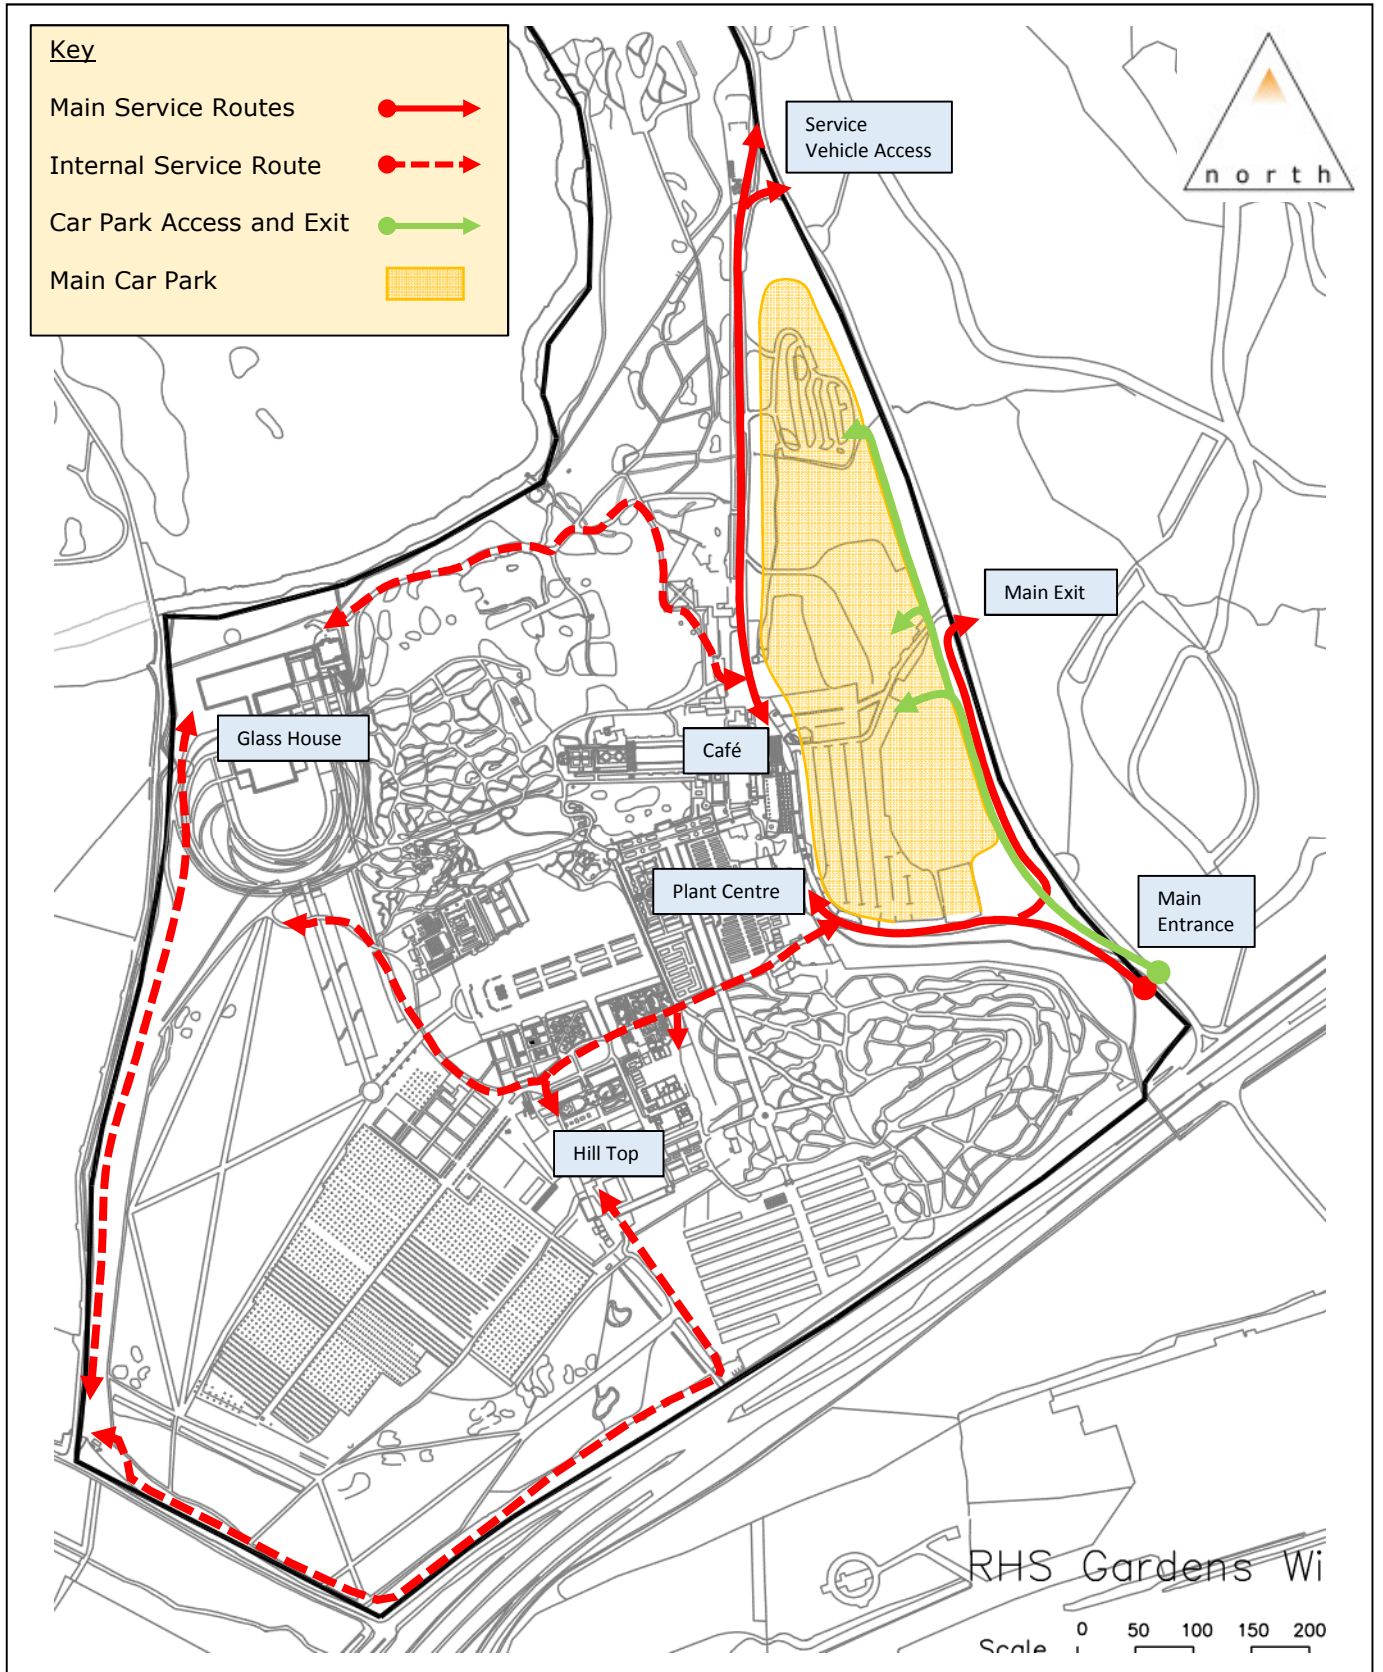 Key
Main Service Routes
Internal Service Route
Car Park Access and Exit
Main Car Park
north
Service
Vehicle Access
Main Exit
Glass House
Café
Plant Centre
Main
Entrance
Hill Top
RHS Gardens Wi
Scale 0 50 100 150 200